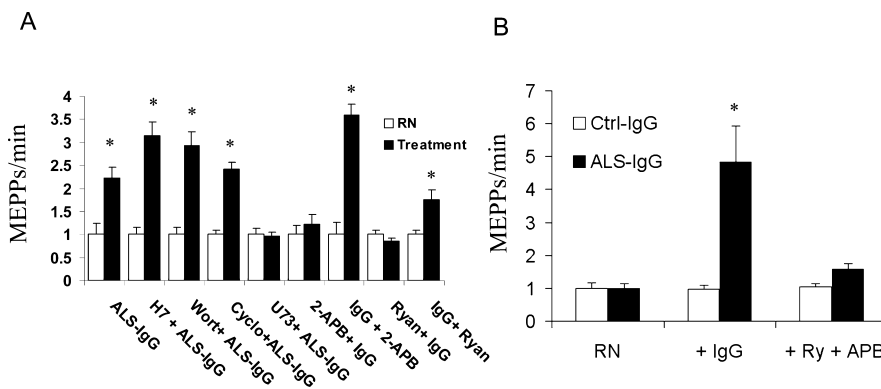 A
MEPPs/min
4
3.5
3
2.5
2
1.5
1
0.5
0
*
*
*
*
*
*
RN
Treatment
ALS-IgG
H7 + ALS-IgG
Wort+ ALS-IgG
Cyclo+ALS-IgG
U73+ ALS-IgG
2-APB+ IgG
IgG + 2-APB
Ryan+ IgG
IgG+ Ryan
B
MEPPs/min
7
6
5
4
3
2
1
0
Ctrl-IgG
ALS-IgG
*
RN
+ IgG
+ Ry + APB